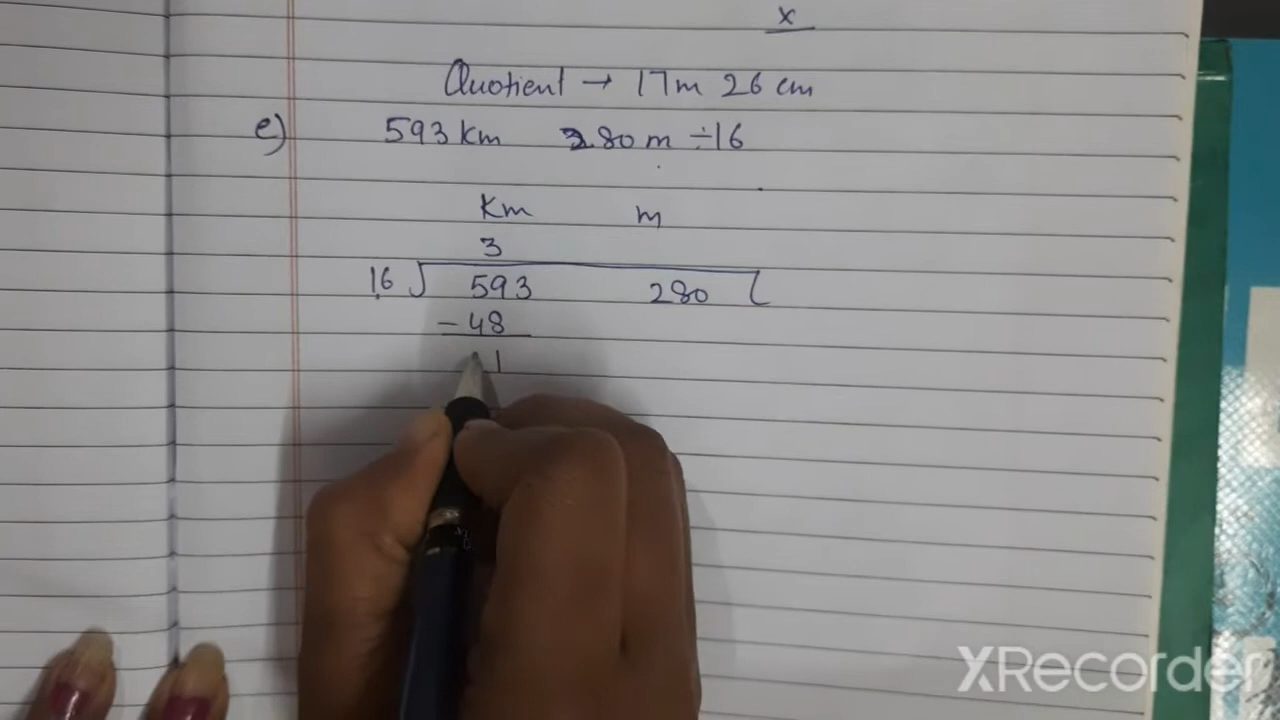 x
Quotient → 17m 26 cm
e) 593 km 280 m ÷16
Km m
3
16 593 280
- 48
1
XRecorder